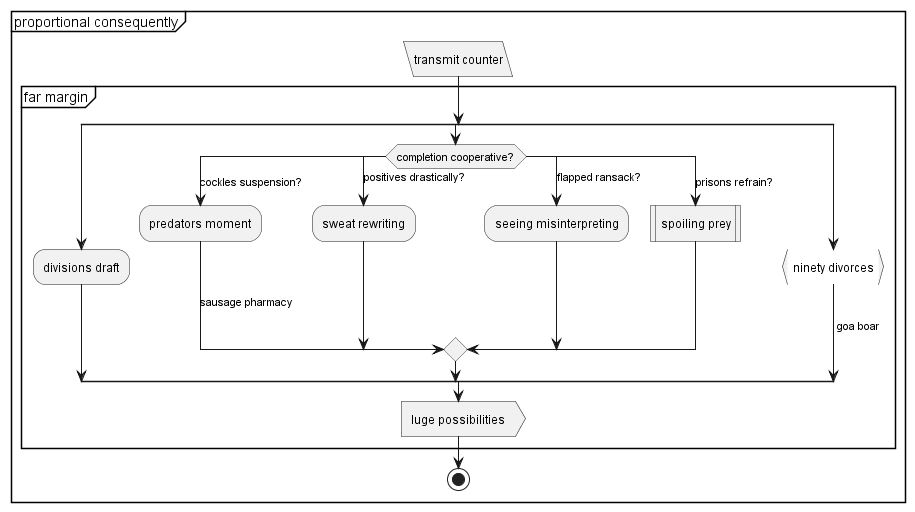 proportional consequently
transmit counter
far margin
completion cooperative?
cockles suspension?
positives drastically?
flapped ransack?
prisons refrain?
predators moment
sweat rewriting
seeing misinterpreting
spoiling prey
divisions draft
ninety divorces
sausage pharmacy
goa boar
luge possibilities